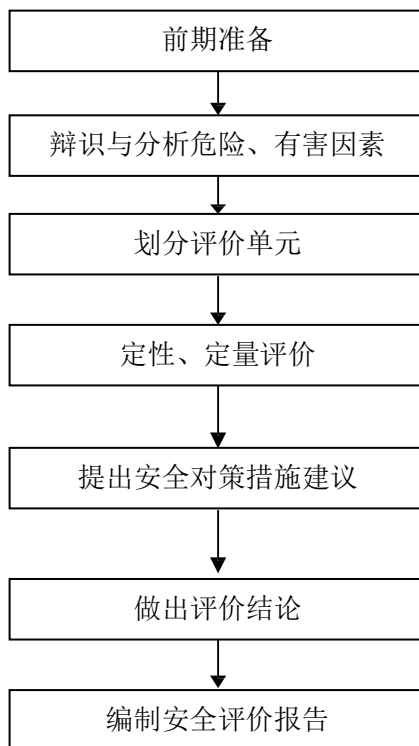 前期准备
辩识与分析危险、有害因素
划分评价单元
定性、定量评价
提出安全对策措施建议
做出评价结论
编制安全评价报告